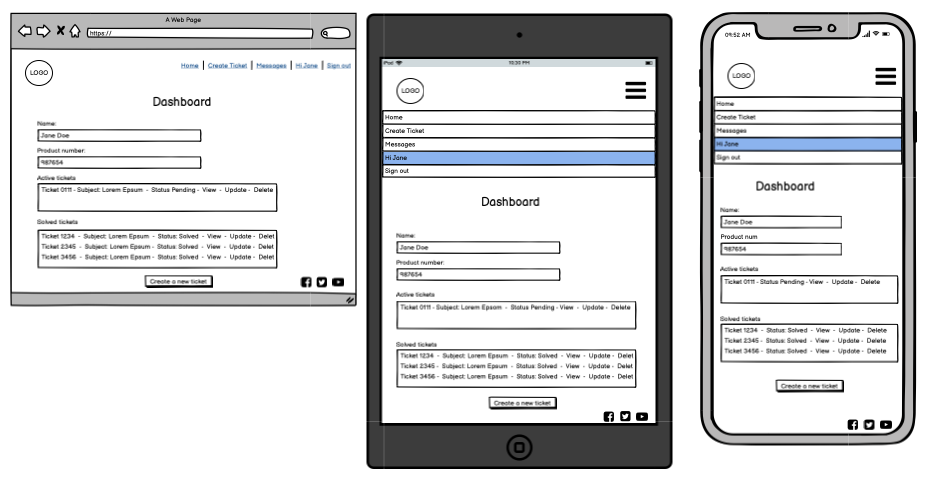 A Web Page
https://
LOGO
Home | Create Ticket | Messages | Hi Jane | Sign out
Dashboard
Name:
Jane Doe
Product number:
987654
Active tickets
Ticket 0111 - Subject: Lorem Epsum - Status Pending - View - Update - Delete
Solved tickets
Ticket 1234 - Subject: Lorem Epsum - Status: Solved - View - Update - Delet
Ticket 2345 - Subject: Lorem Epsum - Status: Solved - View - Update - Delet
Ticket 3456 - Subject: Lorem Epsum - Status: Solved - View - Update - Delet
Create a new ticket
iPod
10:20 PM
LOGO
Home
Create Ticket
Messages
Hi Jane
Sign out
Dashboard
Name:
Jane Doe
Product number:
987654
Active tickets
Ticket 0111 - Subject: Lorem Epsom - Status Pending - View - Update - Delete
Solved tickets
Ticket 1234 - Subject: Lorem Epsum - Status: Solved - View - Update - Delet
Ticket 2345 - Subject: Lorem Epsum - Status: Solved - View - Update - Delet
Ticket 3456 - Subject: Lorem Epsum - Status: Solved - View - Update - Delet
Create a new ticket
09:52 AM
LOGO
Home
Create Ticket
Messages
Hi Jane
Sign out
Dashboard
Name:
Jane Doe
Product num
987654
Active tickets
Ticket 0111 - Status Pending - View - Update - Delete
Solved tickets
Ticket 1234 - Status: Solved - View - Update - Delete
Ticket 2345 - Status: Solved - View - Update - Delete
Ticket 3456 - Status: Solved - View - Update - Delete
Create a new ticket